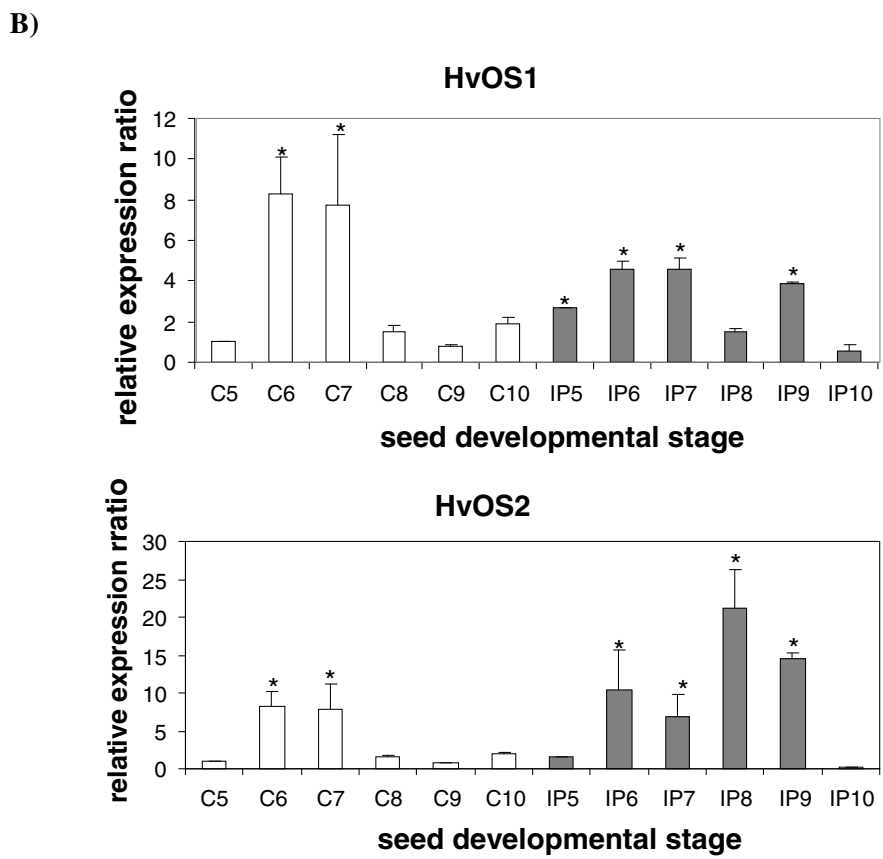 B)
HvOS1
relative expression ratio
12
10
8
6
4
2
0
* * * * * *
C5 C6 C7 C8 C9 C10 IP5 IP6 IP7 IP8 IP9 IP10
seed developmental stage
HvOS2
relative expression rratio
30
25
20
15
10
5
0
* * * * * *
C5 C6 C7 C8 C9 C10 IP5 IP6 IP7 IP8 IP9 IP10
seed developmental stage